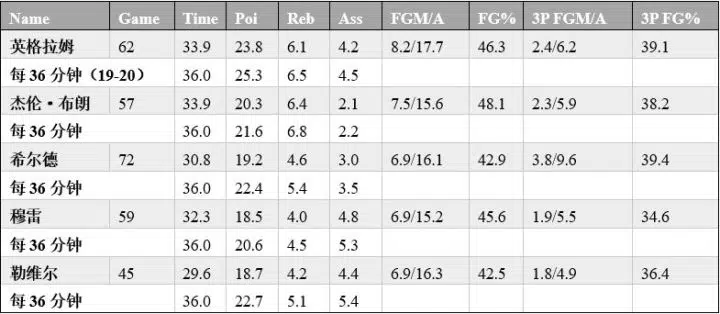 Name Game Time Poi Reb Ass FGM/A FG% 3P FGM/A 3P FG%
英格拉姆 62 33.9 23.8 6.1 4.2 8.2/17.7 46.3 2.4/6.2 39.1
每 36 分钟（19-20） 36.0 25.3 6.5 4.5
杰伦·布朗 57 33.9 20.3 6.4 2.1 7.5/15.6 48.1 2.3/5.9 38.2
每 36 分钟 36.0 21.6 6.8 2.2
希尔德 72 30.8 19.2 4.6 3.0 6.9/16.1 42.9 3.8/9.6 39.4
每 36 分钟 36.0 22.4 5.4 3.5
穆雷 59 32.3 18.5 4.0 4.8 6.9/15.2 45.6 1.9/5.5 34.6
每 36 分钟 36.0 20.6 4.5 5.3
勒维尔 45 29.6 18.7 4.2 4.4 6.9/16.3 42.5 1.8/4.9 36.4
每 36 分钟 36.0 22.7 5.1 5.4